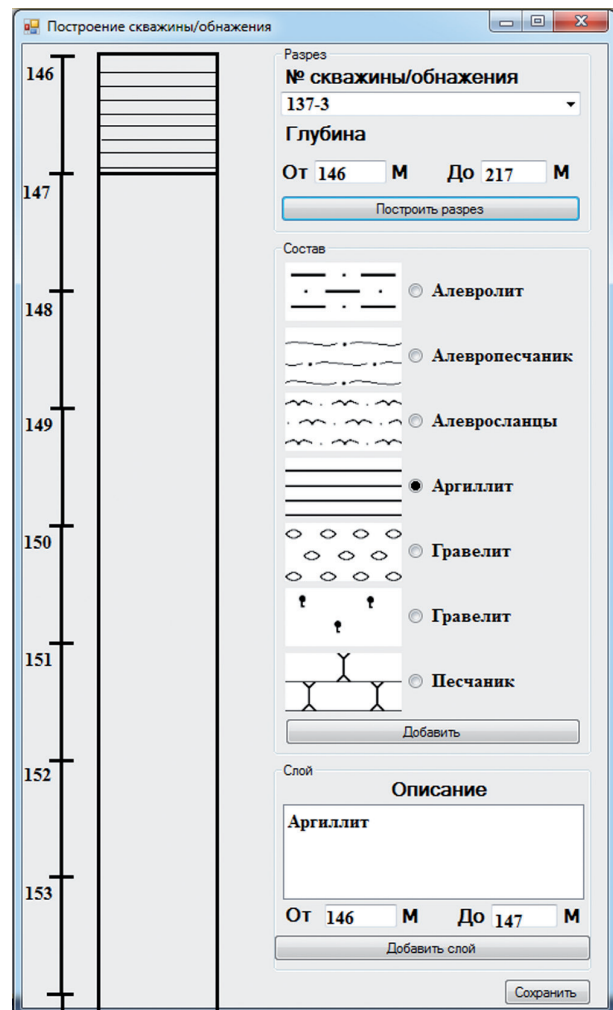 Построение скважины/обнажения
146
147
148
149
150
151
152
153
Разрез
№ скважины/обнажения
137-3
Глубина
От 146 М До 217 М
Построить разрез
Состав
Алевролит
Алевропесчаник
Алевросланцы
Аргиллит
Гравелит
Гравелит
Песчаник
Добавить
Слой
Описание
Аргиллит
От 146 М До 147 М
Добавить слой
Сохранить